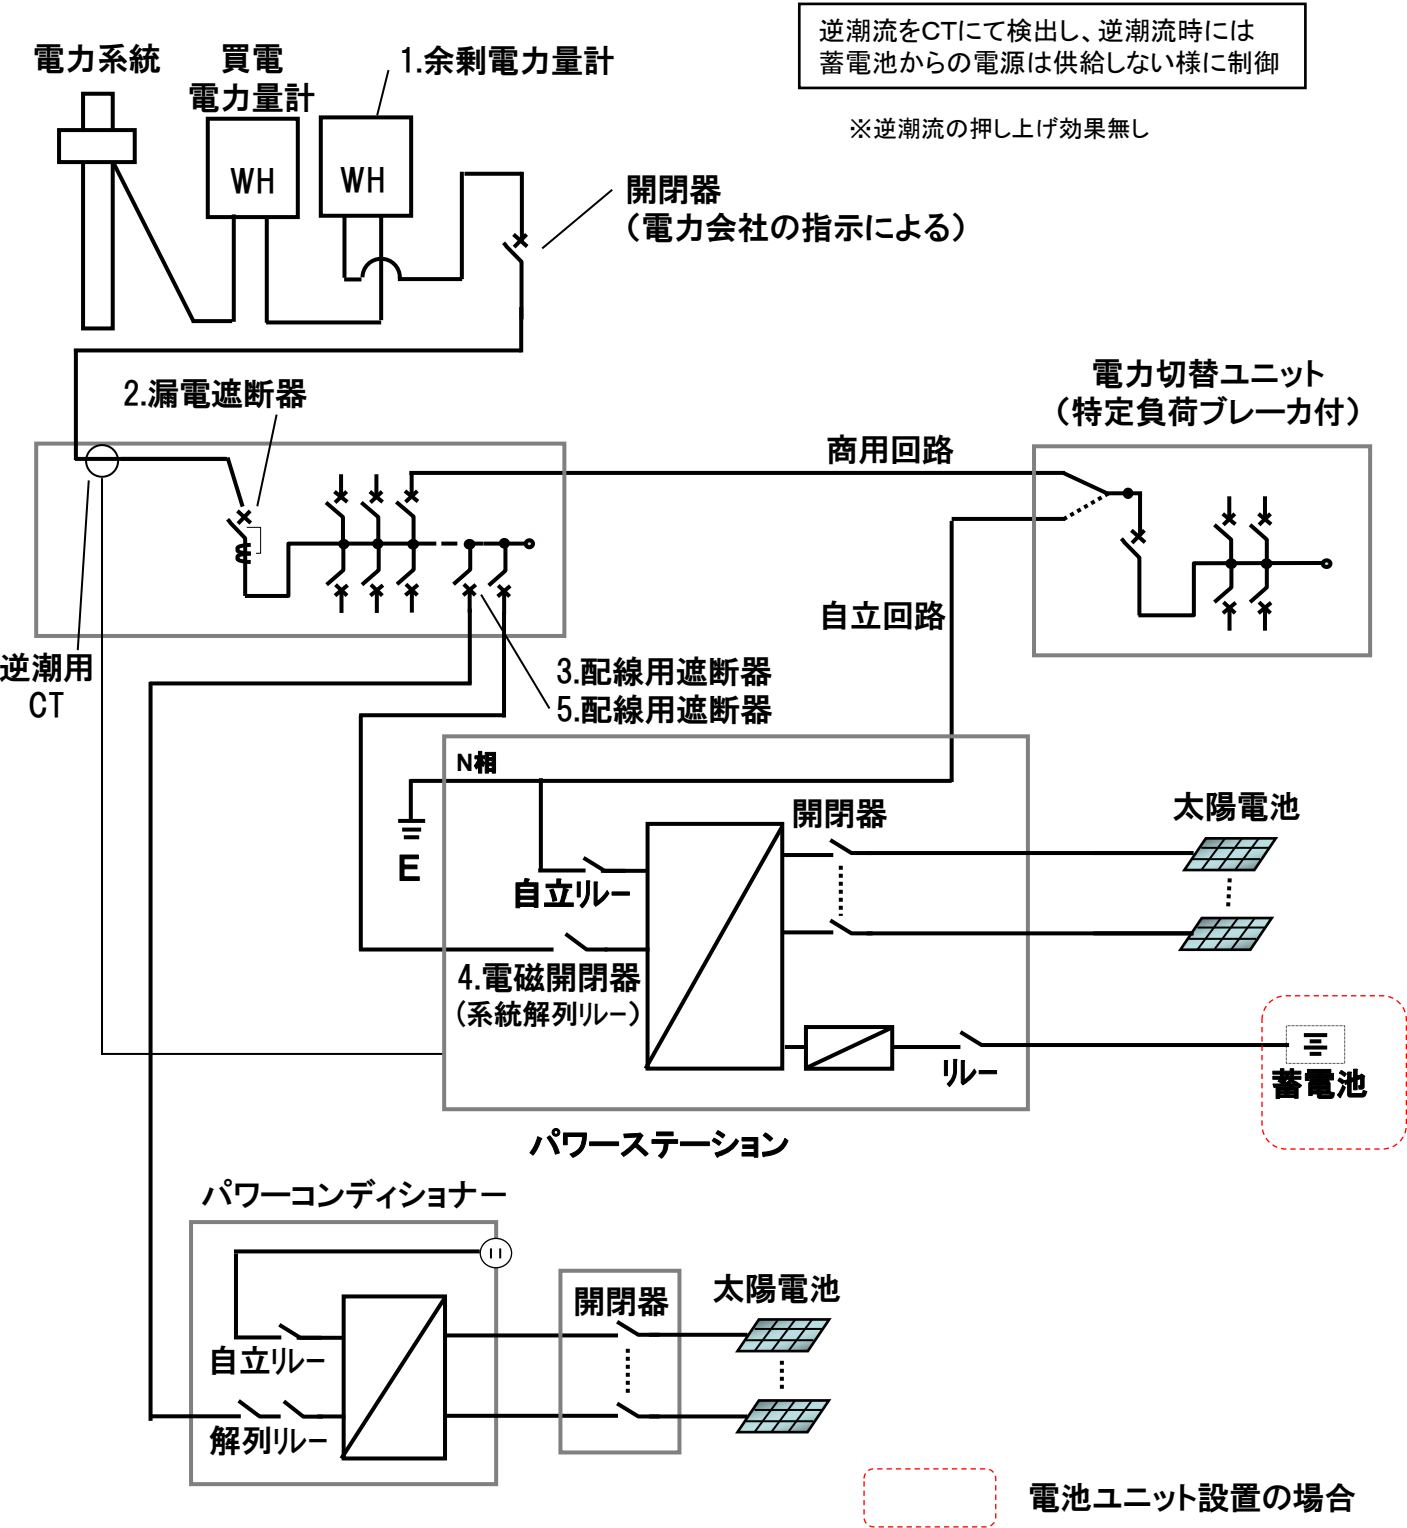 逆潮流をCTにて検出し、逆潮流時には
蓄電池からの電源は供給しない様に制御
※逆潮流の押し上げ効果無し
電力系統
買電
電力量計
1.余剰電力量計
WH
WH
開閉器
（電力会社の指示による）
2.漏電遮断器
電力切替ユニット
（特定負荷ブレーカ付）
商用回路
自立回路
逆潮用
CT
3.配線用遮断器
5.配線用遮断器
N相
E
自立リレー
開閉器
太陽電池
4.電磁開閉器
（系統解列リレー）
リレー
蓄電池
パワーステーション
パワーコンディショナー
自立リレー
解列リレー
開閉器
太陽電池
電池ユニット設置の場合